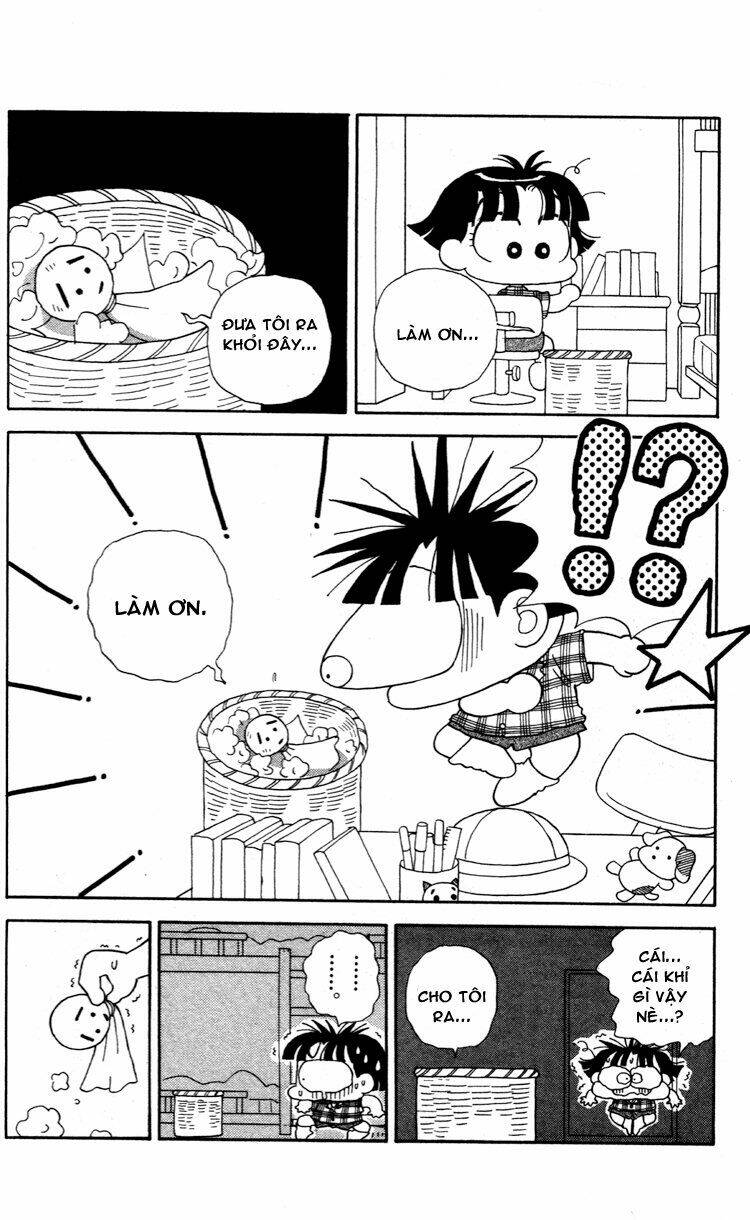 LÀM ƠN...
ĐƯA TÔI RA
KHỎI ĐÂY...
!?
LÀM ƠN.
CÁI...
CÁI KHỈ
GÌ VẬY
NÈ...?
CHO TÔI
RA...
.......